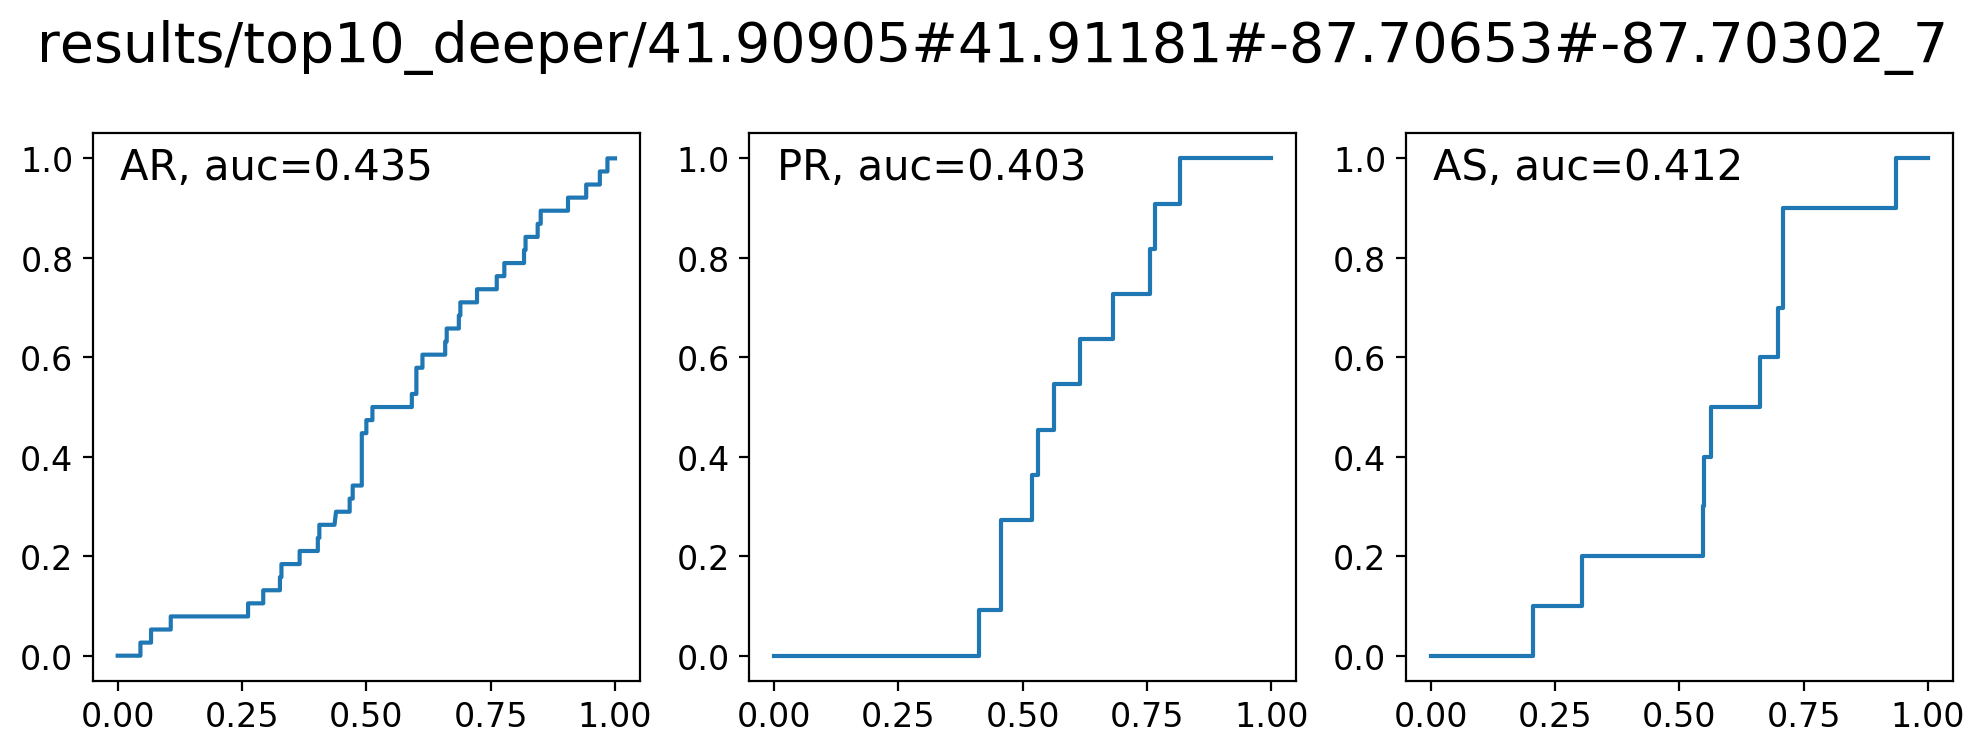 results/top10_deeper/41.90905#41.91181#-87.70653#-87.70302_7
AR, auc=0.435
1.0
0.8
0.6
0.4
0.2
0.0
0.00 0.25 0.50 0.75 1.00
PR, auc=0.403
1.0
0.8
0.6
0.4
0.2
0.0
0.00 0.25 0.50 0.75 1.00
AS, auc=0.412
1.0
0.8
0.6
0.4
0.2
0.0
0.00 0.25 0.50 0.75 1.00